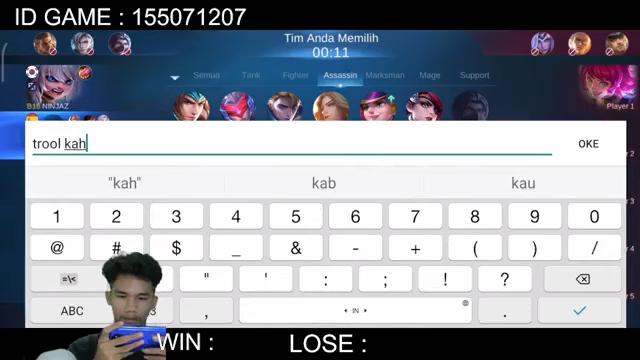 ID GAME : 155071207
Tim Anda Memilih
00:11
Semua Tank Fighter Assassin Marksman Mage Support
NINJAZ
Player 1
trool kah
OKE
"kah" kab kau
1 2 3 4 5 6 7 8 9 0
@ # $ _ & - + ( ) /
=\< " ' : ; ! ?
ABC , IN .
WIN : LOSE :